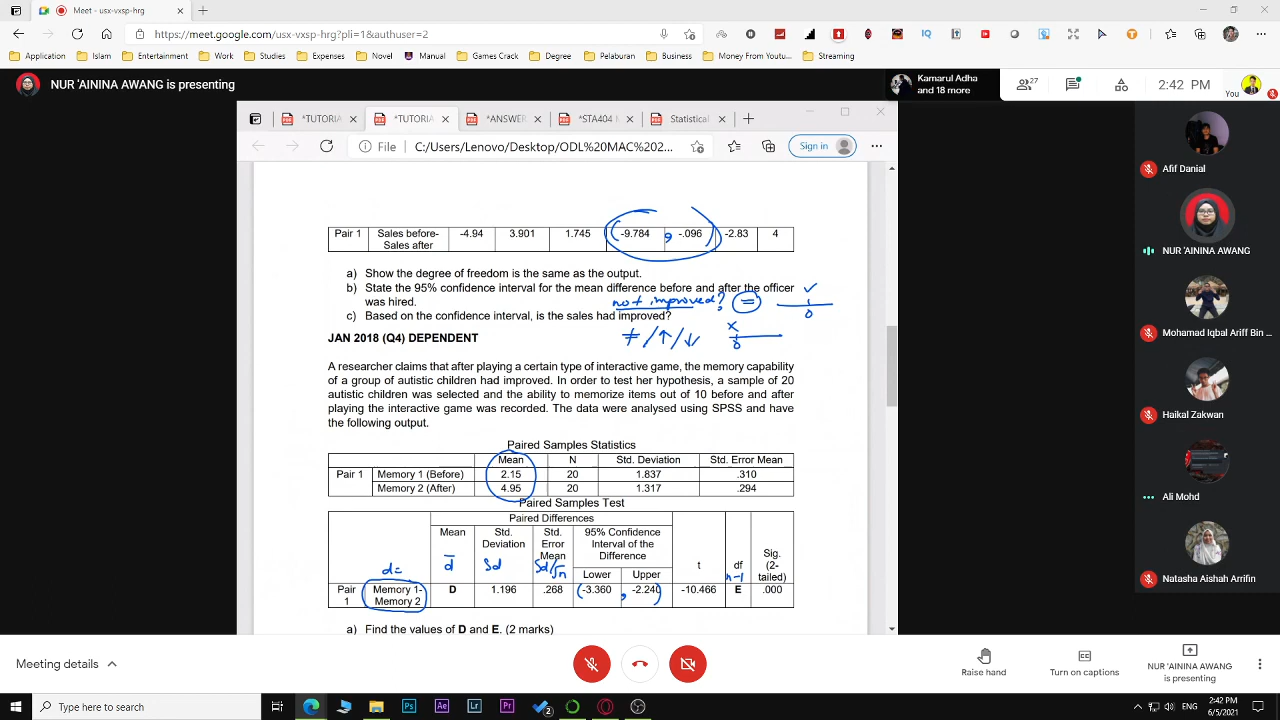 Meet - usx-vxsp-hrg
https://meet.google.com/usx-vxsp-hrg?pli=1&authuser=2
Application Islam Entertainment Work Studies Novel Manual Games Crack Degree Pelaburan Business Money From Youtu... Streaming
NUR 'AININA AWANG is presenting
Kamarul Adha
and 18 more
27
2:42 PM
You
*TUTORIA *TUTORIA *ANSWER *STA404 M Statistical
File C:/Users/Lenovo/Desktop/ODL%20MAC%202... Sign in
Pair 1 Sales before- -4.94 3.901 1.745 (-9.784 , -.096) -2.83 4
Sales after
a) Show the degree of freedom is the same as the output.
b) State the 95% confidence interval for the mean difference before and after the officer
was hired.
not improved? = ✓
0
c) Based on the confidence interval, is the sales had improved?
≠ / ↑ / ↓ x
0
JAN 2018 (Q4) DEPENDENT
A researcher claims that after playing a certain type of interactive game, the memory capability
of a group of autistic children had improved. In order to test her hypothesis, a sample of 20
autistic children was selected and the ability to memorize items out of 10 before and after
playing the interactive game was recorded. The data were analysed using SPSS and have
the following output.
Paired Samples Statistics
Mean N Std. Deviation Std. Error Mean
Pair 1 Memory 1 (Before) 2.15 20 1.837 .310
Memory 2 (After) 4.95 20 1.317 .294
Paired Samples Test
Paired Differences
Mean Std. Deviation Std. Error Mean 95% Confidence Interval of the Difference t df Sig. (2-tailed)
d= d̄ Sd Sd/√n n-1
Lower Upper
Pair 1 Memory 1- Memory 2 D 1.196 .268 (-3.360 , -2.240) -10.466 E .000
a) Find the values of D and E. (2 marks)
Afif Danial
NUR 'AININA AWANG
Mohamad Iqbal Ariff Bin ...
Haikal Zakwan
Ali Mohd
Natasha Aishah Arrifin
Meeting details
Raise hand
Turn on captions
NUR 'AININA AWANG
is presenting
Type here to search
Ps Ae Lr Pr 2
ENG
2:42 PM
6/5/2021